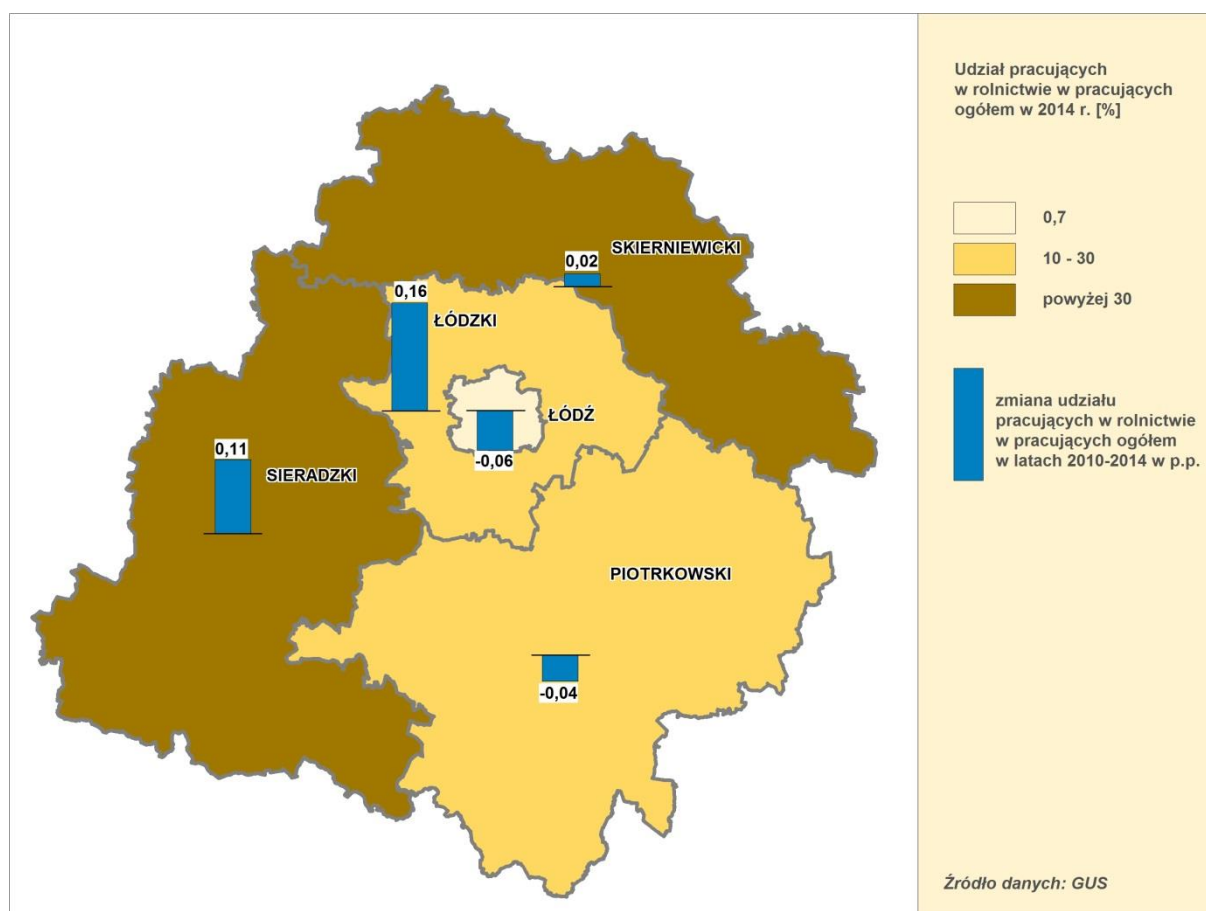 Udział pracujących
w rolnictwie w pracujących
ogółem w 2014 r. [%]
0,7
10 - 30
powyżej 30
zmiana udziału
pracujących w rolnictwie
w pracujących ogółem
w latach 2010-2014 w p.p.
SKIERNIEWICKI
0,02
0,16
ŁÓDZKI
ŁÓDŹ
-0,06
0,11
SIERADZKI
PIOTRKOWSKI
-0,04
Źródło danych: GUS